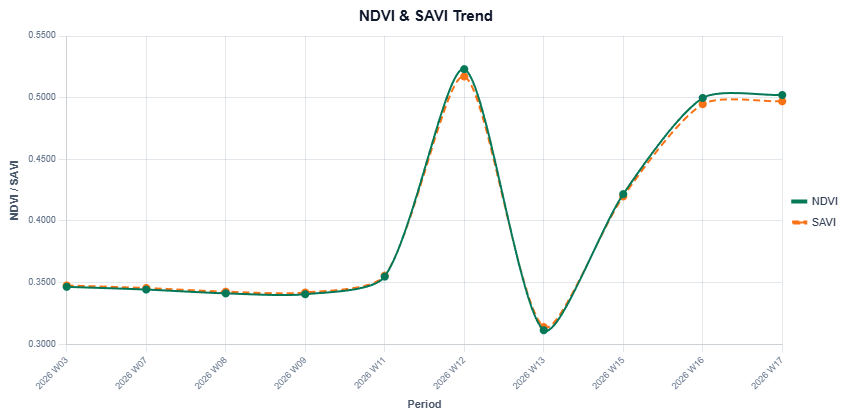 NDVI & SAVI Trend
0.5500
0.5000
0.4500
0.4000
0.3500
0.3000
NDVI / SAVI
2026 W03
2026 W07
2026 W08
2026 W09
2026 W11
2026 W12
2026 W13
2026 W15
2026 W16
2026 W17
Period
NDVI
SAVI